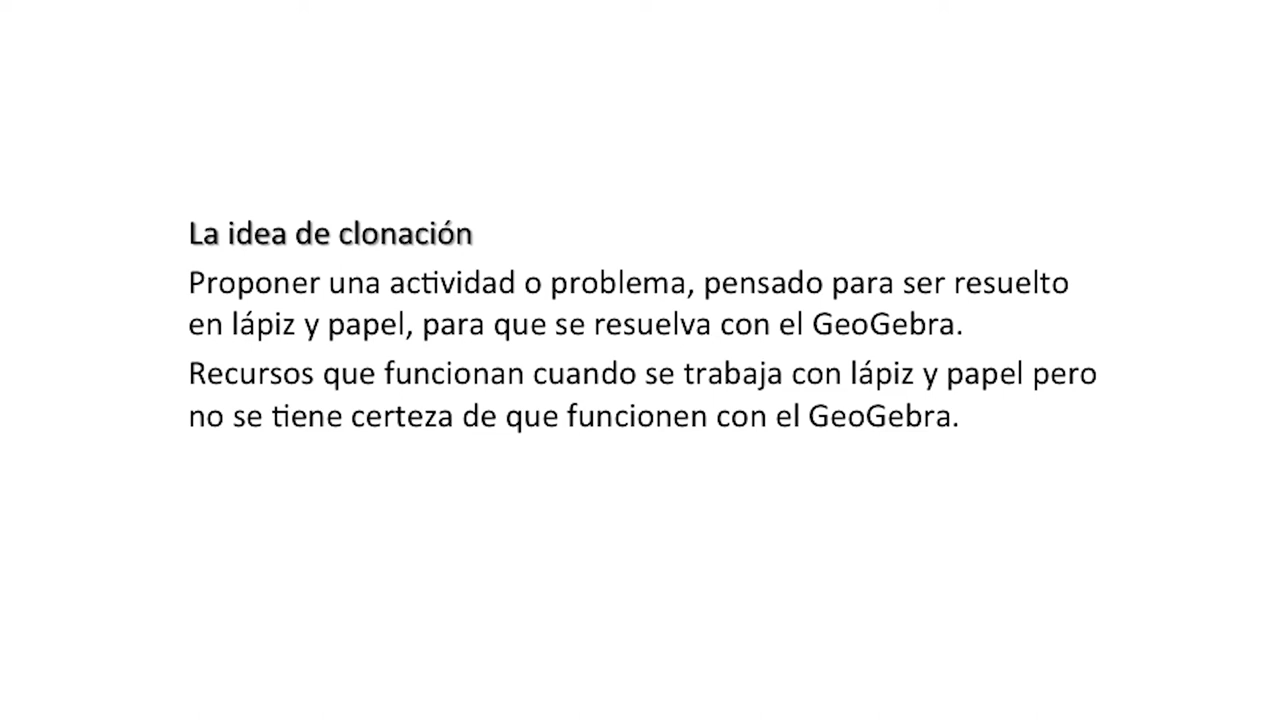 La idea de clonación
Proponer una actividad o problema, pensado para ser resuelto
en lápiz y papel, para que se resuelva con el GeoGebra.
Recursos que funcionan cuando se trabaja con lápiz y papel pero
no se tiene certeza de que funcionen con el GeoGebra.